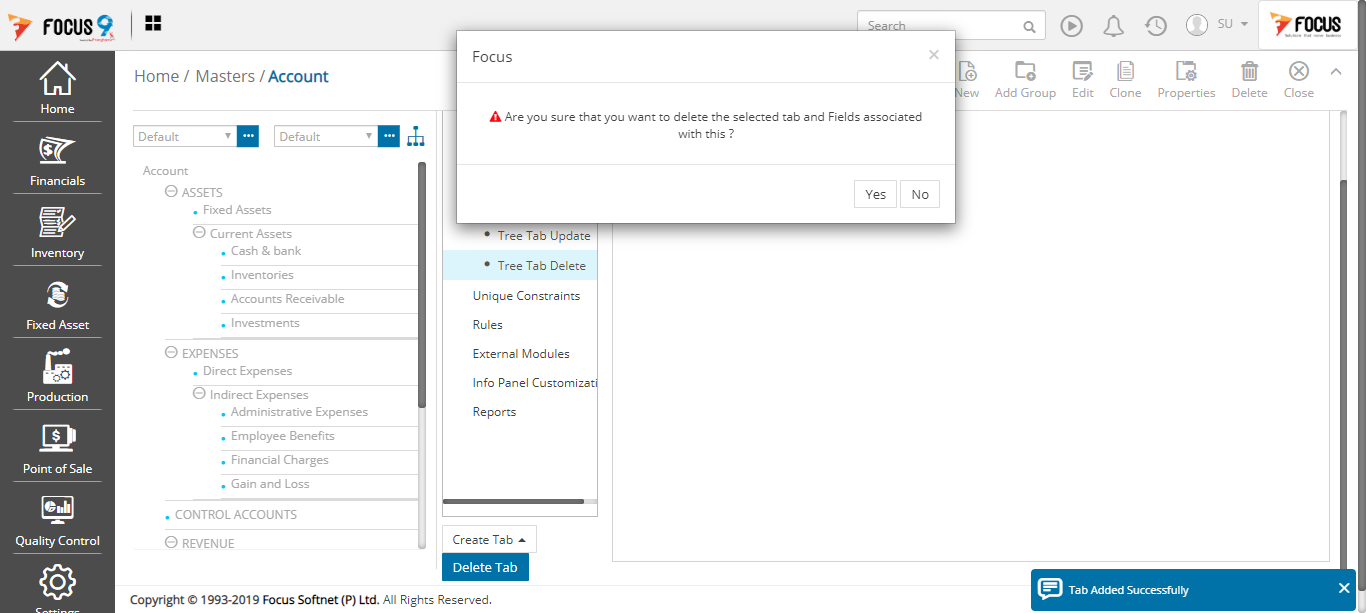 FOCUS 9
Search
SU
FOCUS
Home
Financials
Inventory
Fixed Asset
Production
Point of Sale
Quality Control
Settings
Home / Masters / Account
New
Add Group
Edit
Clone
Properties
Delete
Close
Default
Default
Account
ASSETS
Fixed Assets
Current Assets
Cash & bank
Inventories
Accounts Receivable
Investments
EXPENSES
Direct Expenses
Indirect Expenses
Administrative Expenses
Employee Benefits
Financial Charges
Gain and Loss
CONTROL ACCOUNTS
REVENUE
Focus
Are you sure that you want to delete the selected tab and Fields associated
with this ?
Yes
No
Tree Tab Update
Tree Tab Delete
Unique Constraints
Rules
External Modules
Info Panel Customizati
Reports
Create Tab
Delete Tab
Tab Added Successfully
Copyright © 1993-2019 Focus Softnet (P) Ltd. All Rights Reserved.